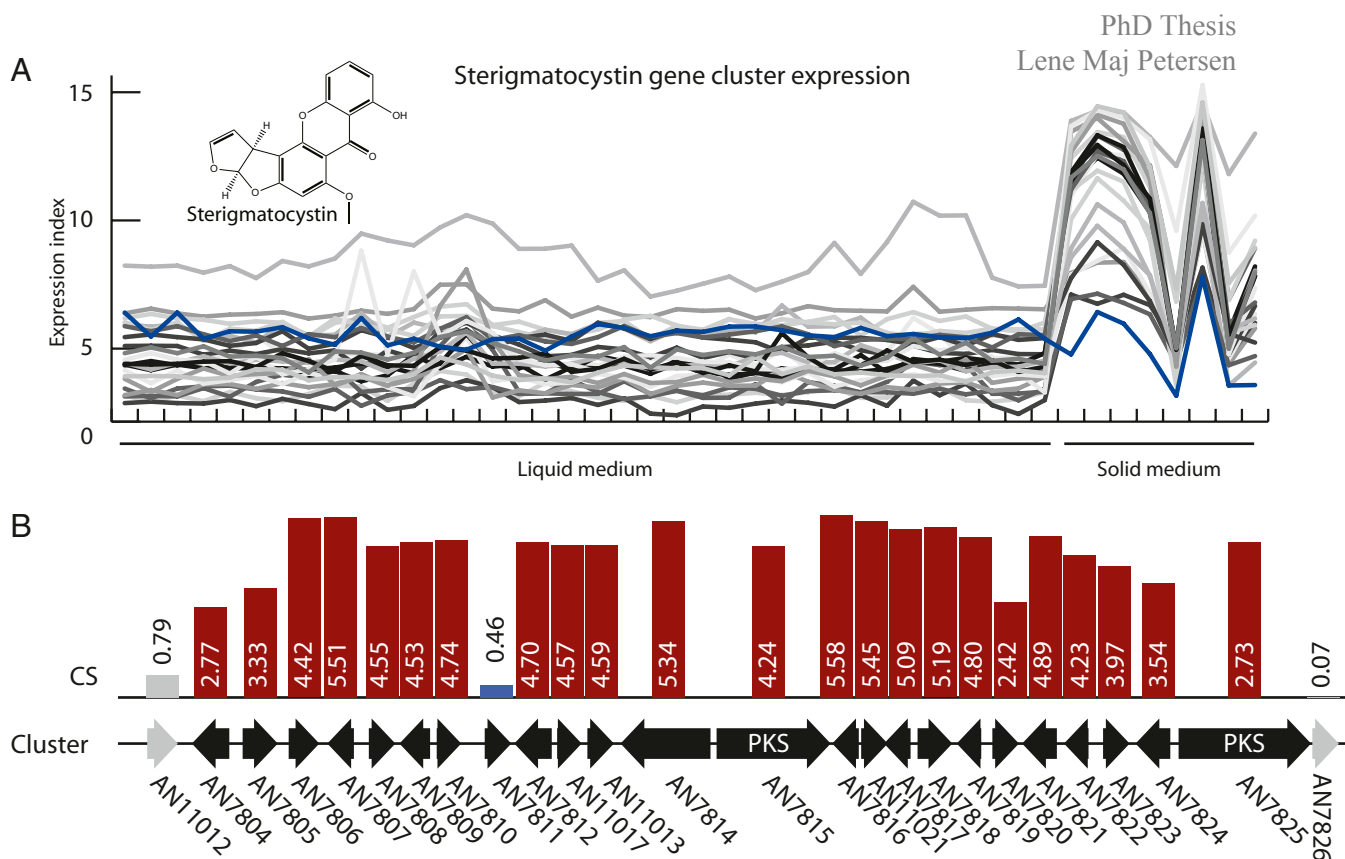 PhD Thesis
Lene Maj Petersen
A
Sterigmatocystin gene cluster expression
Expression index
15
10
5
0
H
H
O
O
O
O
O
OH
Sterigmatocystin
Liquid medium
Solid medium
B
CS
0.79
2.77
3.33
4.42
5.51
4.55
4.53
4.74
0.46
4.70
4.57
4.59
5.34
4.24
5.58
5.45
5.09
5.19
4.80
2.42
4.89
4.23
3.97
3.54
2.73
0.07
Cluster
PKS
PKS
AN11012
AN7804
AN7805
AN7806
AN7807
AN7808
AN7809
AN7810
AN7811
AN7812
AN11017
AN11013
AN7814
AN7815
AN7816
AN11021
AN7817
AN7818
AN7819
AN7820
AN7821
AN7822
AN7823
AN7824
AN7825
AN7826